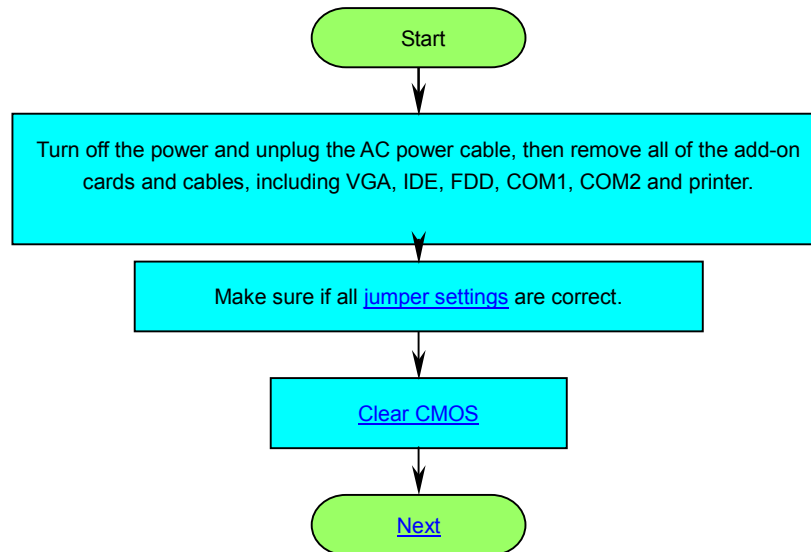 Start
Turn off the power and unplug the AC power cable, then remove all of the add-on
cards and cables, including VGA, IDE, FDD, COM1, COM2 and printer.
Make sure if all jumper settings are correct.
Clear CMOS
Next